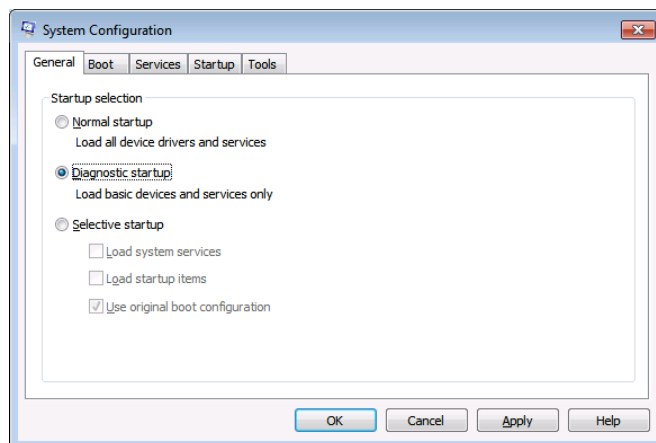 System Configuration
General Boot Services Startup Tools
Startup selection
Normal startup
Load all device drivers and services
Diagnostic startup
Load basic devices and services only
Selective startup
Load system services
Load startup items
Use original boot configuration
OK Cancel Apply Help